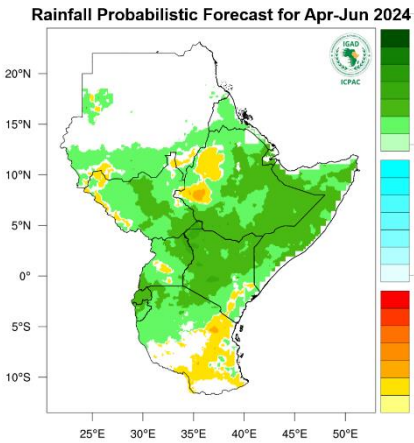 Rainfall Probabilistic Forecast for Apr-Jun 2024
IGAD
ICPAC
20°N
15°N
10°N
5°N
0°
5°S
10°S
25°E 30°E 35°E 40°E 45°E 50°E